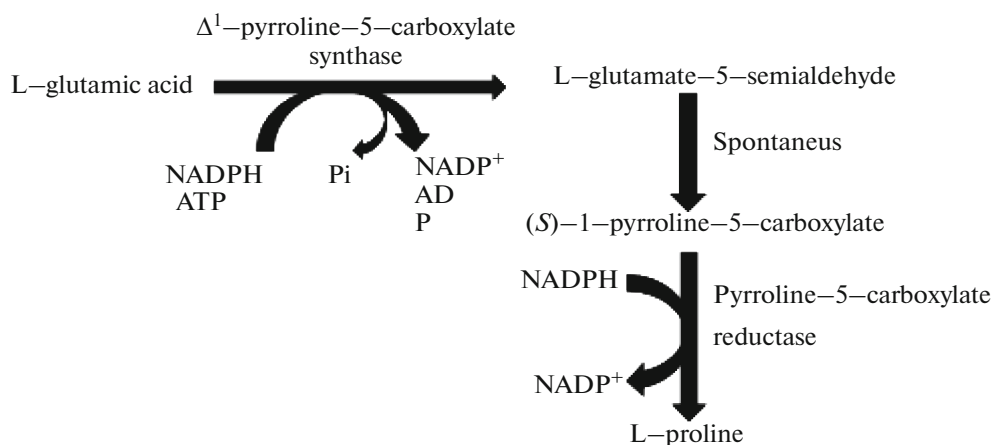 Δ¹–pyrroline–5–carboxylate
synthase
L–glutamic acid
L–glutamate–5–semialdehyde
NADPH
ATP
Pi
NADP⁺
AD
P
Spontaneus
(S)–1–pyrroline–5–carboxylate
NADPH
Pyrroline–5–carboxylate
reductase
NADP⁺
L–proline